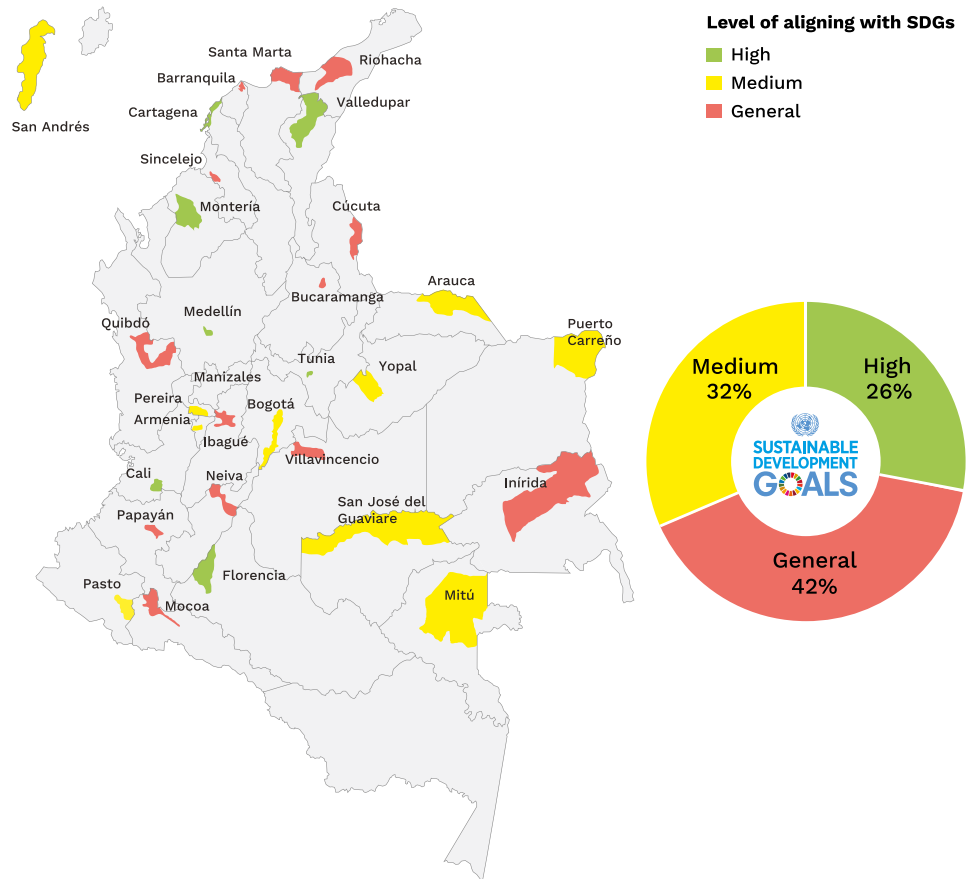 Level of aligning with SDGs
High
Medium
General
Santa Marta
Riohacha
Barranquila
Valledupar
Cartagena
San Andrés
Sincelejo
Montería
Cúcuta
Arauca
Bucaramanga
Medellín
Quibdó
Puerto
Carreño
Tunia
Yopal
Manizales
Pereira
Bogotá
Armenia
Ibagué
Villavincencio
Cali
Neiva
Inírida
San José del
Guaviare
Papayán
Florencia
Pasto
Mocoa
Mitú
Medium
32%
High
26%
SUSTAINABLE
DEVELOPMENT
GOALS
General
42%